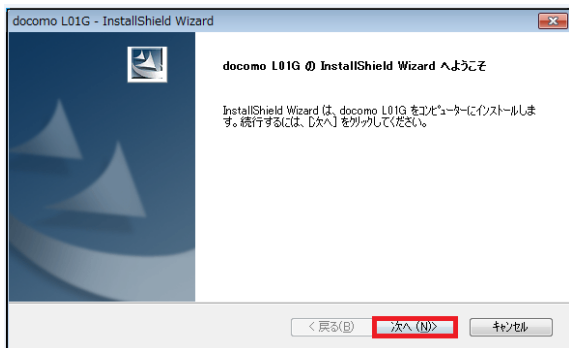 docomo L01G - InstallShield Wizard
docomo L01G の InstallShield Wizard へようこそ
InstallShield Wizard は、docomo L01G をコンピューターにインストールしま
す。続行するには、[次へ] をクリックしてください。
< 戻る(B)
次へ (N)>
キャンセル